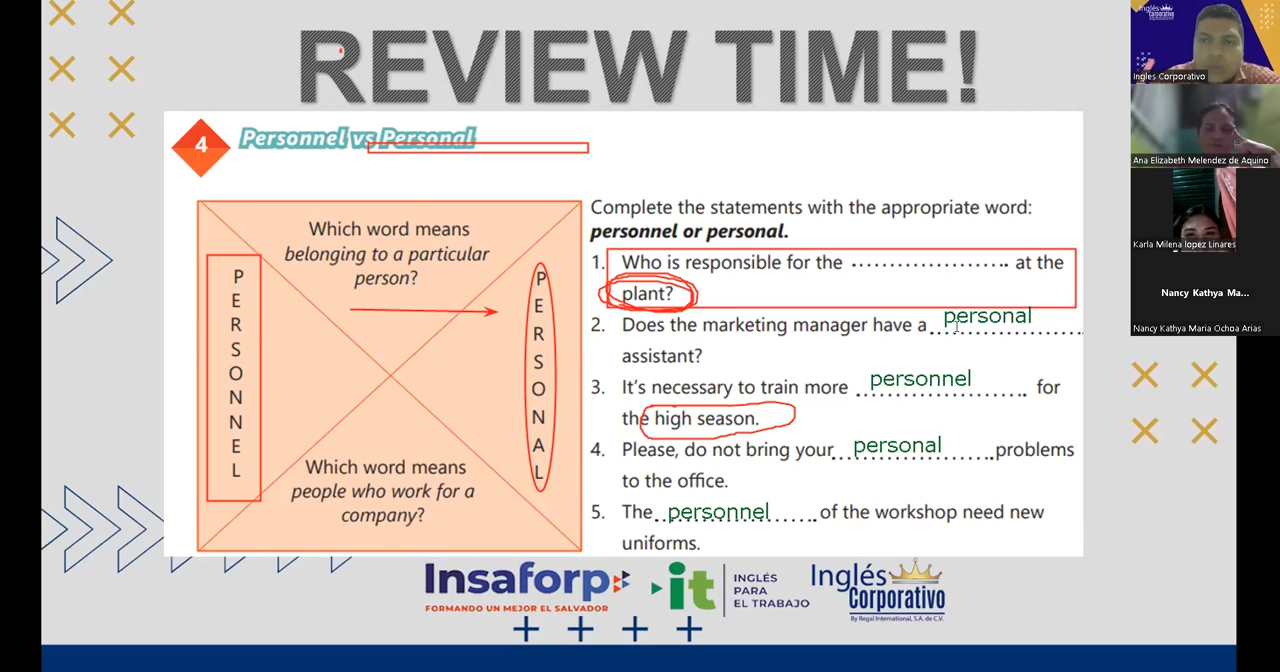 REVIEW TIME!
4
Personnel vs Personal
Which word means
belonging to a particular
person?
PERSONNEL
PERSONAL
Which word means
people who work for a
company?
Complete the statements with the appropriate word:
personnel or personal.
1. Who is responsible for the .......................... at the
plant?
2. Does the marketing manager have a personal
assistant?
3. It's necessary to train more personnel for
the high season.
4. Please, do not bring your personal problems
to the office.
5. The personnel of the workshop need new
uniforms.
Insaforp
FORMANDO UN MEJOR EL SALVADOR
it
INGLÉS
PARA
EL TRABAJO
Inglés
Corporativo
By Regal International, S.A. de C.V.
Inglés
Corporativo
Ingles Corporativo
Ana Elizabeth Melendez de Aquino
Karla Milena lopez Linares
Nancy Kathya Ma...
Nancy Kathya Maria Ochoa Arias